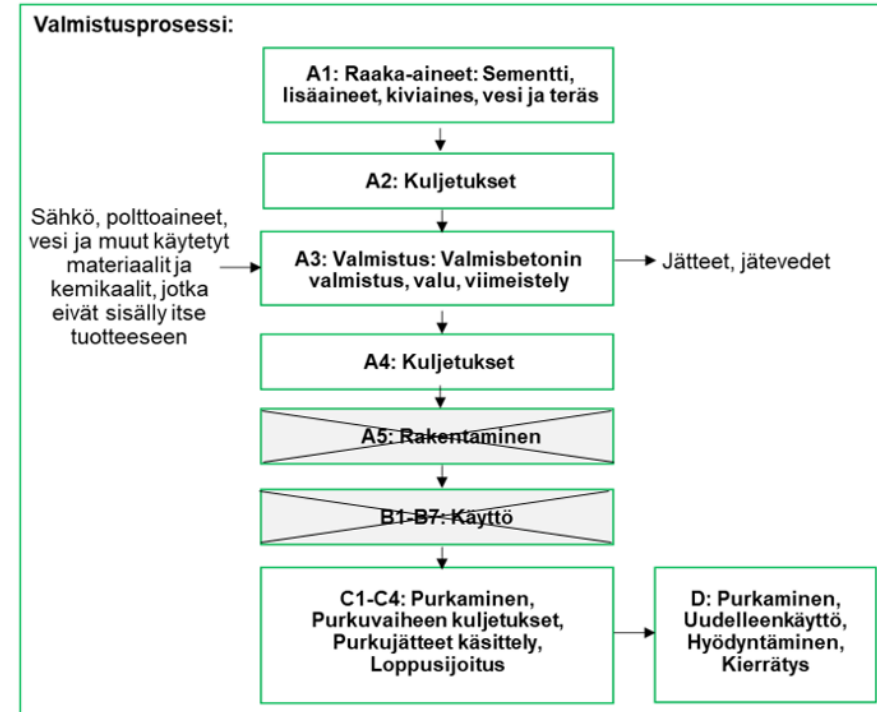 Valmistusprosessi:
A1: Raaka-aineet: Sementti,
lisäaineet, kiviaines, vesi ja teräs
A2: Kuljetukset
Sähkö, polttoaineet,
vesi ja muut käytetyt
materiaalit ja
kemikaalit, jotka
eivät sisälly itse
tuotteeseen
A3: Valmistus: Valmisbetonin
valmistus, valu, viimeistely
Jätteet, jätevedet
A4: Kuljetukset
A5: Rakentaminen
B1-B7: Käyttö
C1-C4: Purkaminen,
Purkuvaiheen kuljetukset,
Purkujätteet käsittely,
Loppusijoitus
D: Purkaminen,
Uudelleenkäyttö,
Hyödyntäminen,
Kierrätys